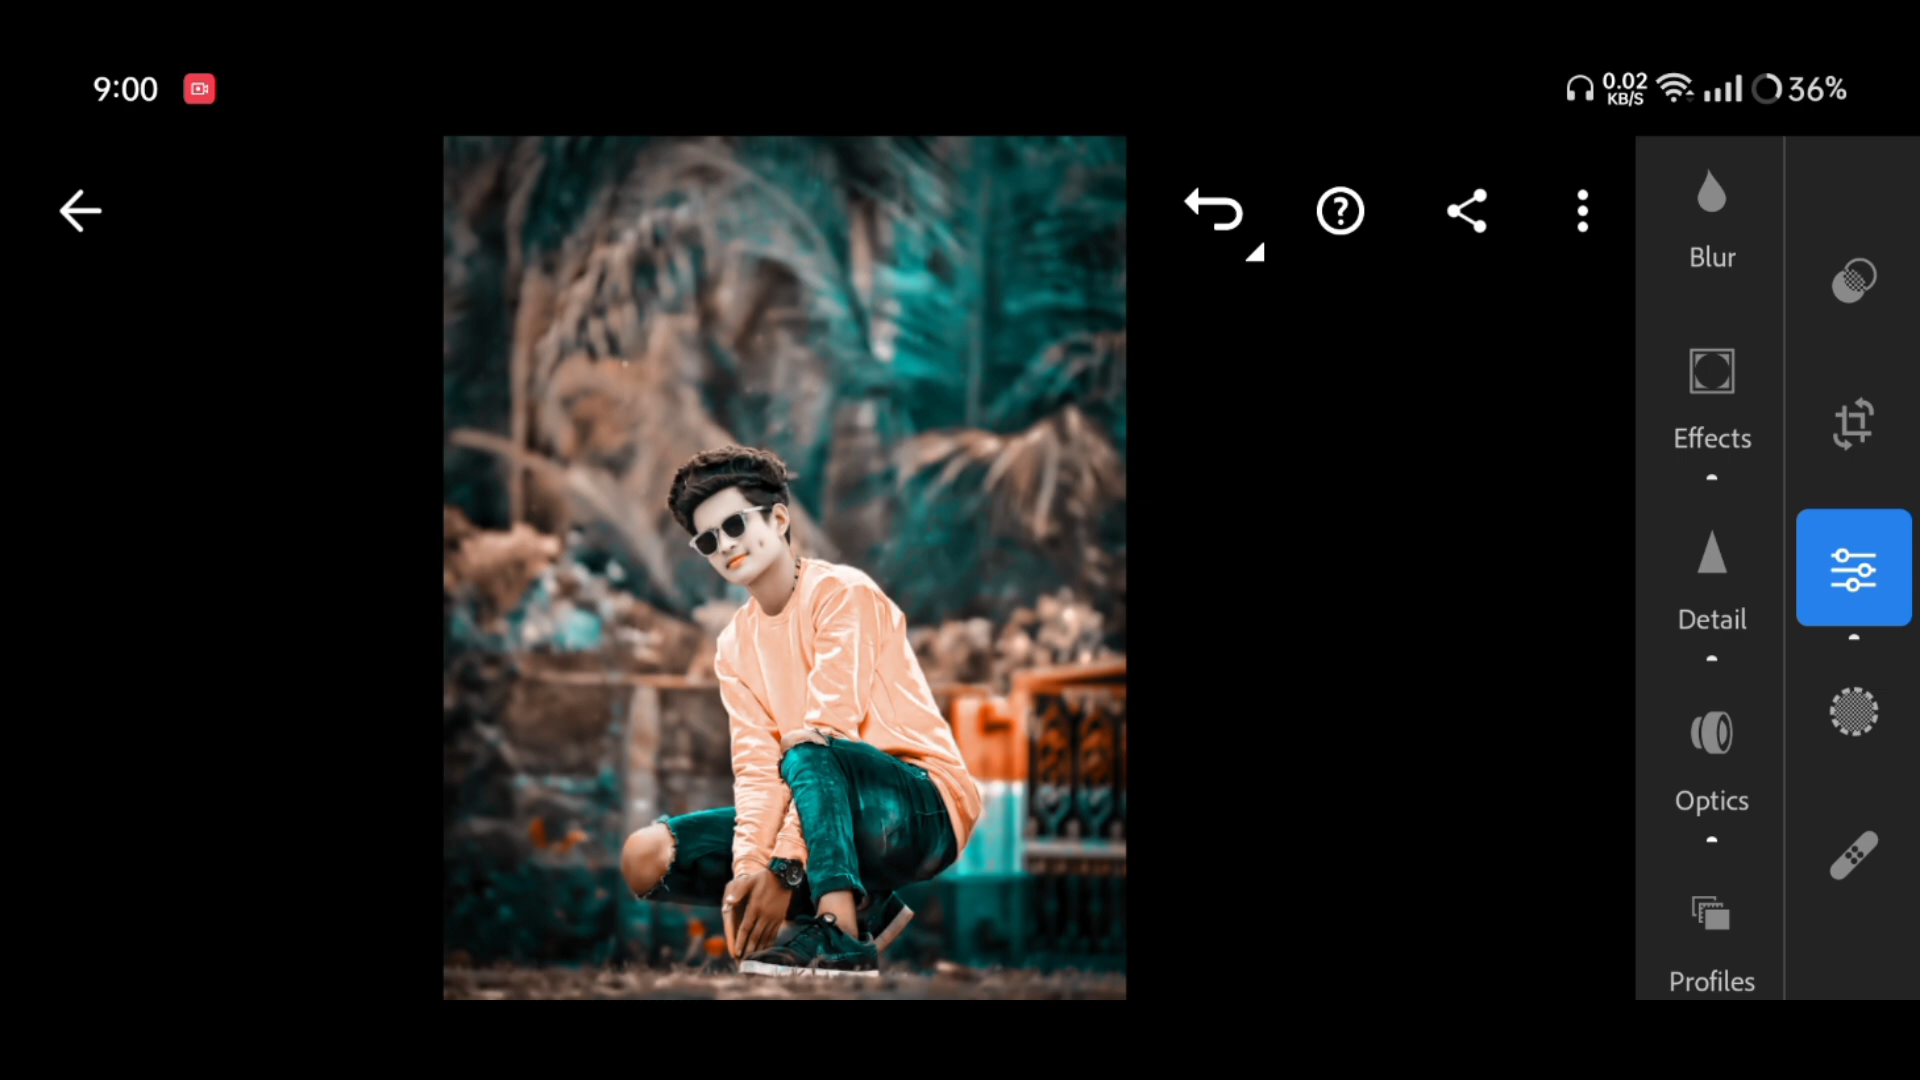 9:00
0.02
KB/S
36%
Blur
Effects
Detail
Optics
Profiles